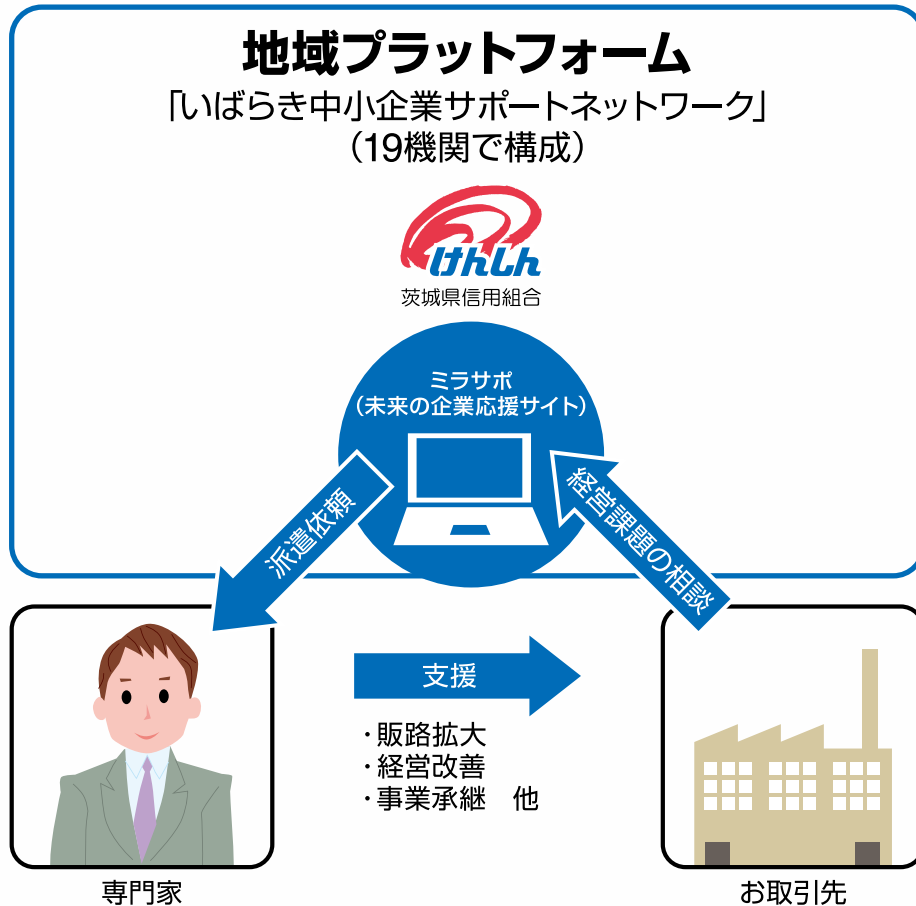 地域プラットフォーム
「いばらき中小企業サポートネットワーク」
（19機関で構成）
けんしん
茨城県信用組合
ミラサポ
（未来の企業応援サイト）
派遣依頼
経営課題の相談
支援
・販路拡大
・経営改善
・事業承継　他
専門家
お取引先